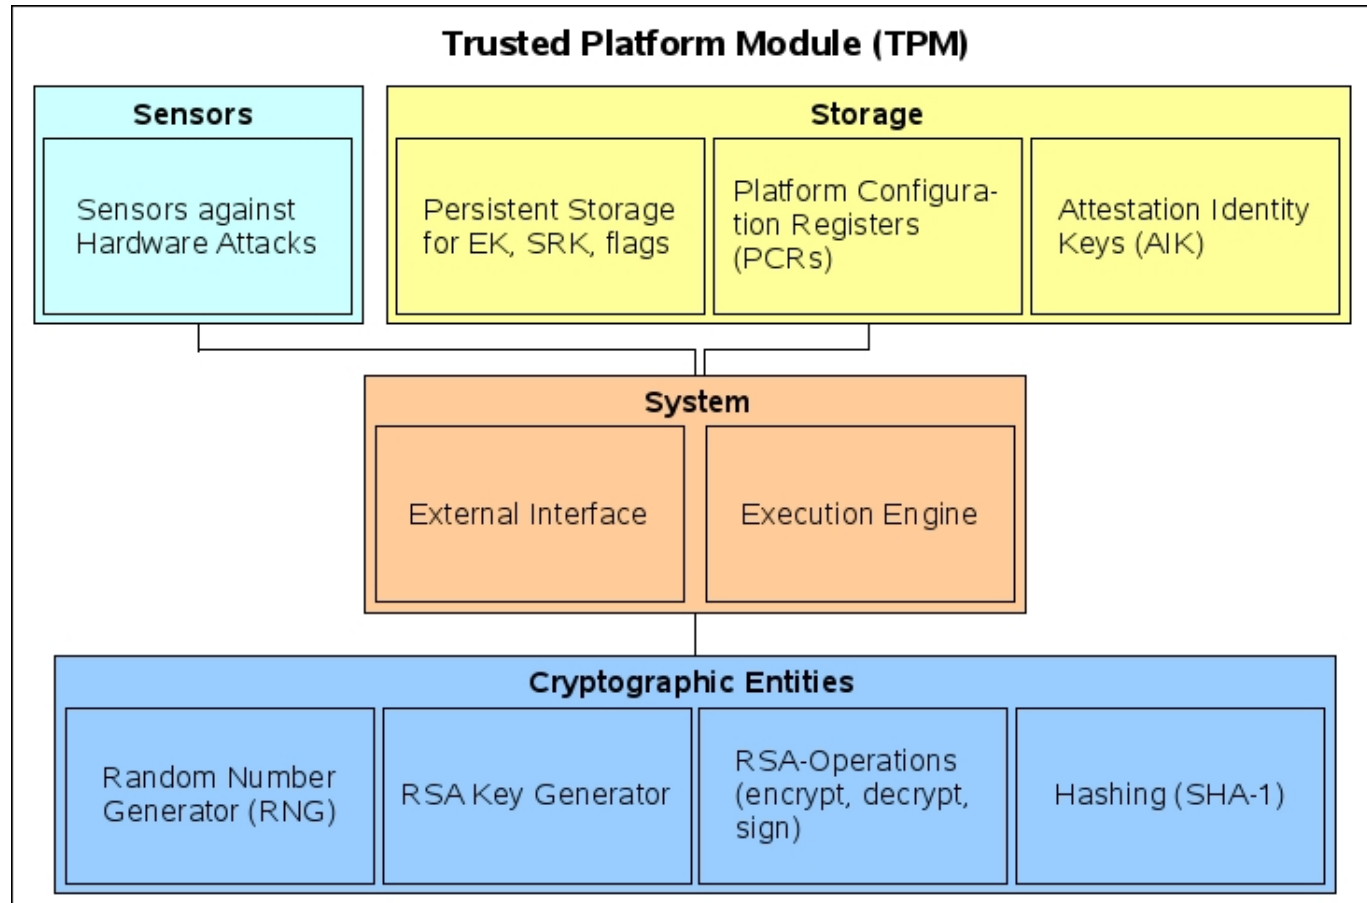 Trusted Platform Module (TPM)
Sensors
Sensors against
Hardware Attacks
Storage
Persistent Storage
for EK, SRK, flags
Platform Configura-
tion Registers
(PCRs)
Attestation Identity
Keys (AIK)
System
External Interface
Execution Engine
Cryptographic Entities
Random Number
Generator (RNG)
RSA Key Generator
RSA-Operations
(encrypt, decrypt,
sign)
Hashing (SHA-1)